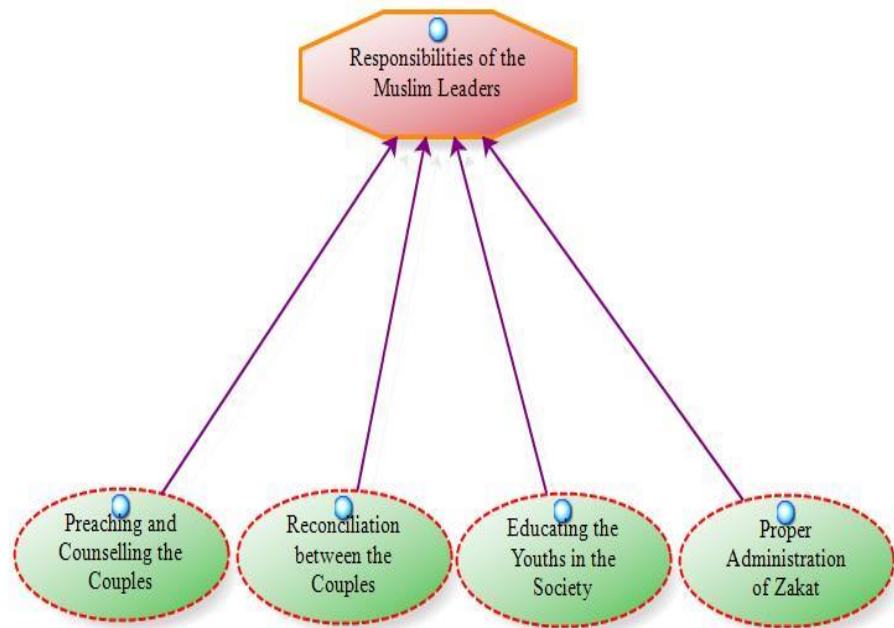 Responsibilities of the
Muslim Leaders
Preaching and
Counselling the
Couples
Reconciliation
between the
Couples
Educating the
Youths in the
Society
Proper
Administration
of Zakat